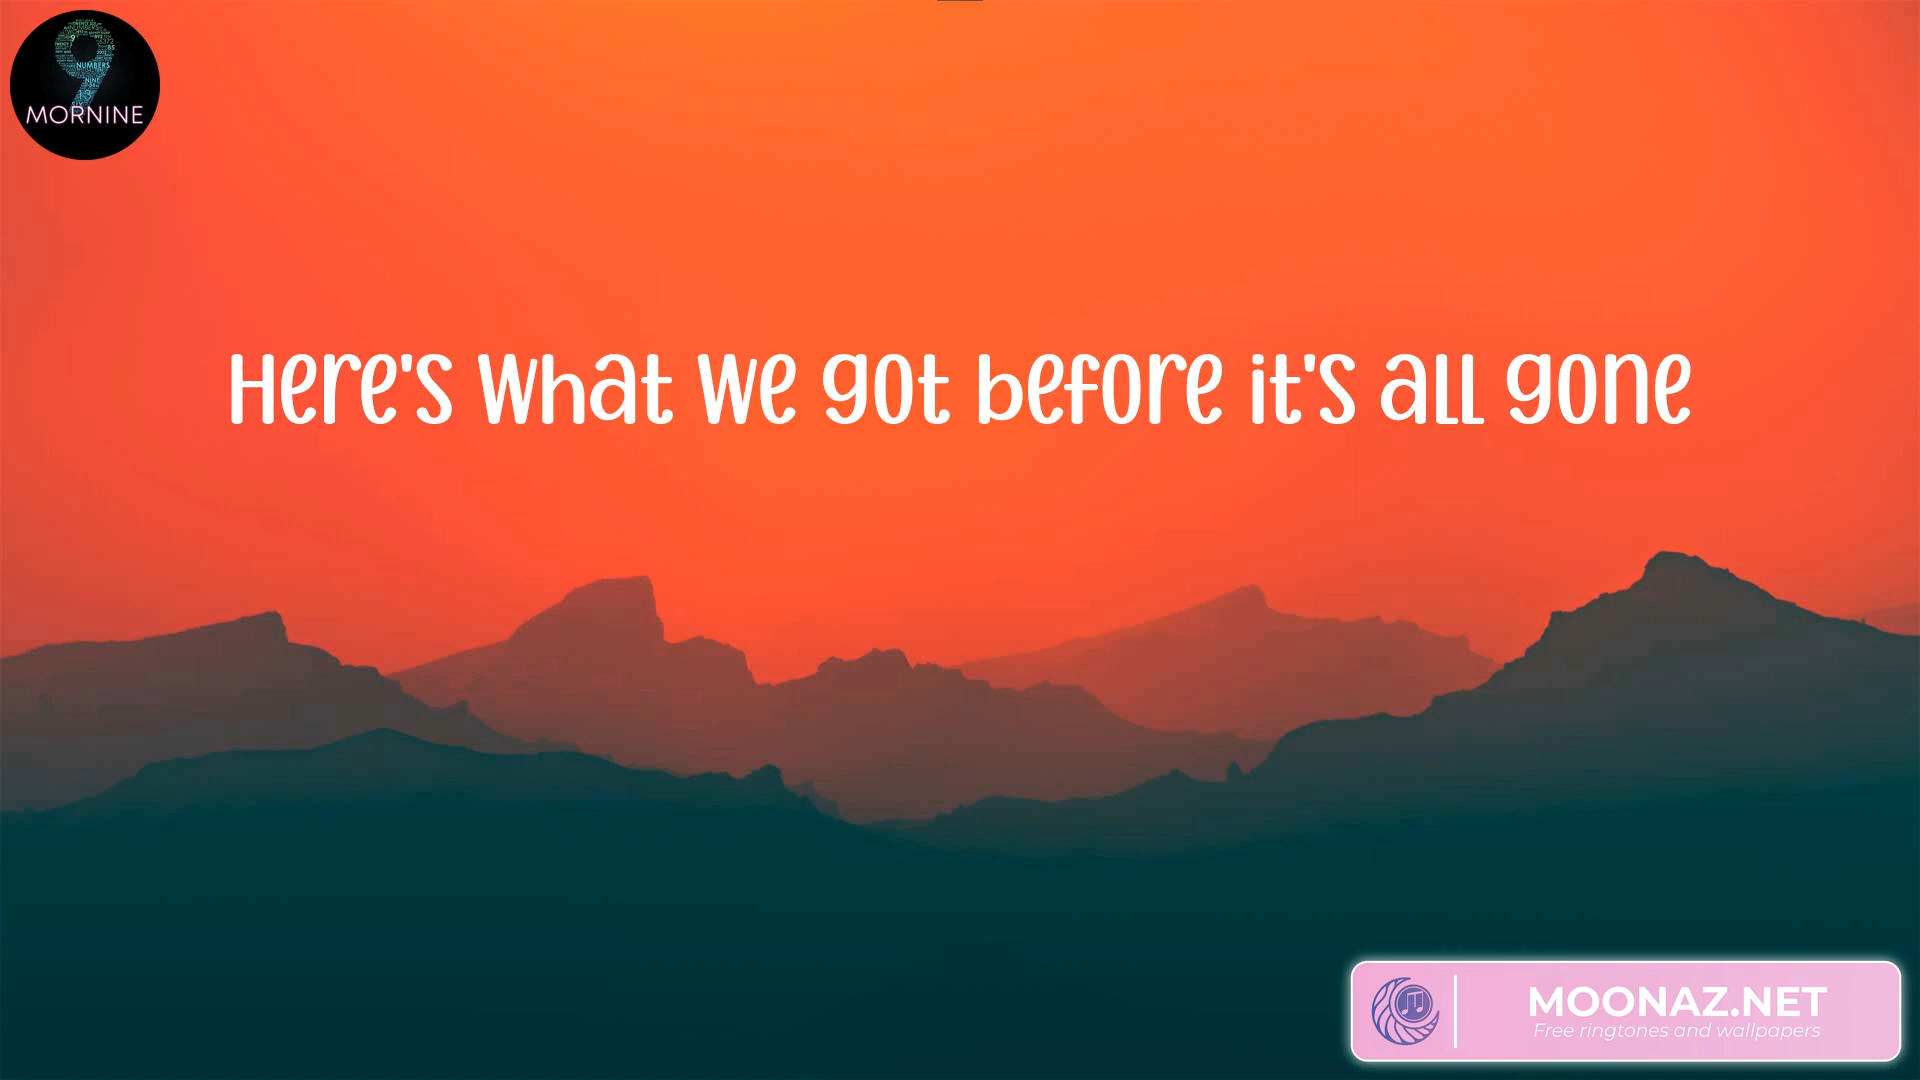 MORNINE
Here's What We got before it's all gone
MOONAZ.NET
Free ringtones and wallpapers